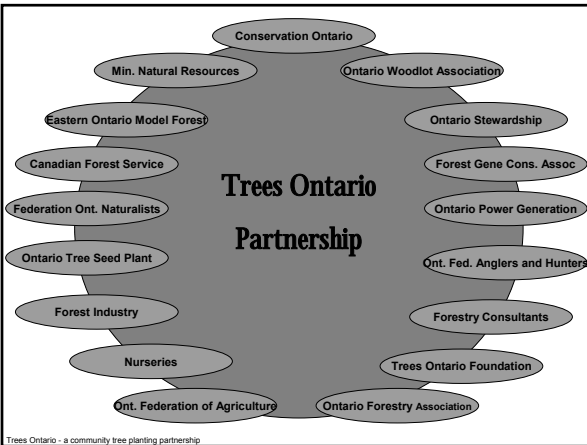 Conservation Ontario
Min. Natural Resources
Ontario Woodlot Association
Eastern Ontario Model Forest
Ontario Stewardship
Canadian Forest Service
Forest Gene Cons. Assoc
Trees Ontario
Partnership
Federation Ont. Naturalists
Ontario Power Generation
Ontario Tree Seed Plant
Ont. Fed. Anglers and Hunters
Forest Industry
Forestry Consultants
Nurseries
Trees Ontario Foundation
Ont. Federation of Agriculture
Ontario Forestry Association
Trees Ontario - a community tree planting partnership